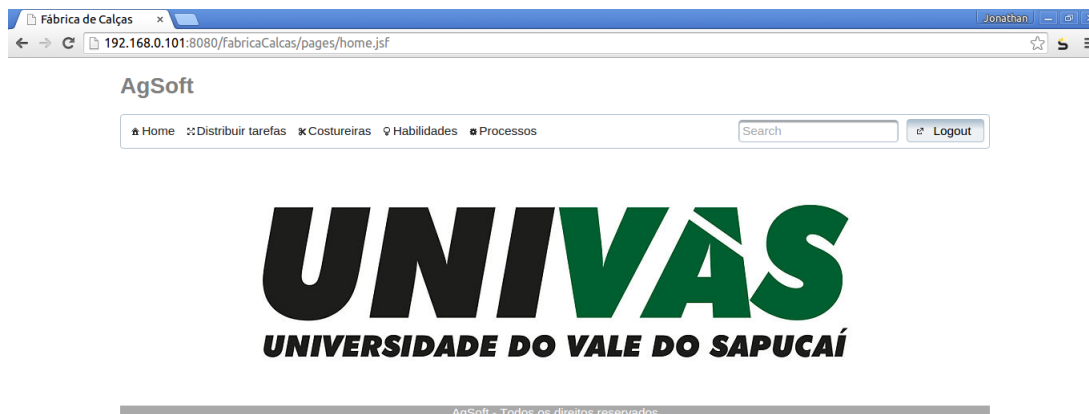 Fábrica de Calças ×
Jonathan
192.168.0.101:8080/fabricaCalcas/pages/home.jsf
AgSoft
Home Distribuir tarefas Costureiras Habilidades Processos Search Logout
UNIVÁS
UNIVERSIDADE DO VALE DO SAPUCAÍ
AgSoft - Todos os direitos reservados